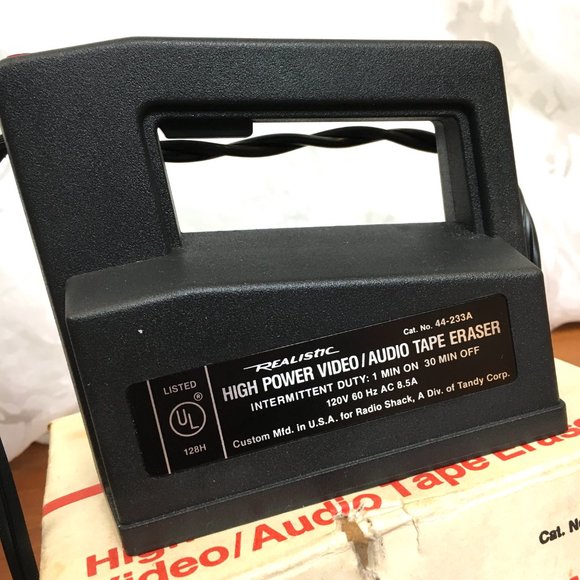 REALISTIC
Cat. No. 44-233A
HIGH POWER VIDEO/AUDIO TAPE ERASER
INTERMITTENT DUTY: 1 MIN ON 30 MIN OFF
120V 60 Hz AC 8.5A
Custom Mfd. in U.S.A. for Radio Shack, A Div. of Tandy Corp.
LISTED
UL®
128H
High
Video/Audio Tape Eras
Cat. No